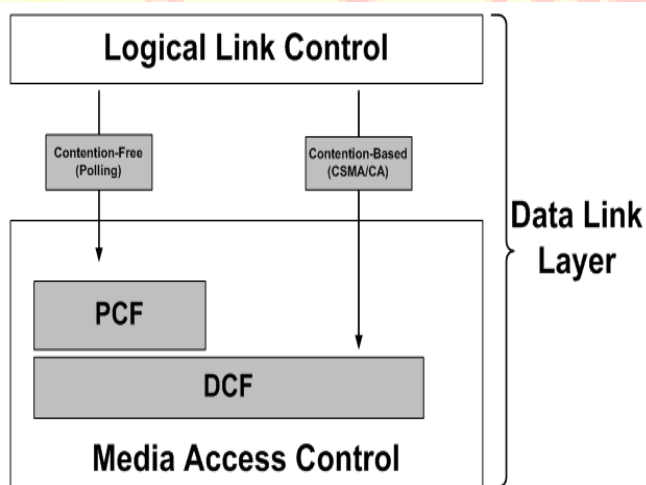 Logical Link Control
Contention-Free
(Polling)
Contention-Based
(CSMA/CA)
Data Link
Layer
PCF
DCF
Media Access Control